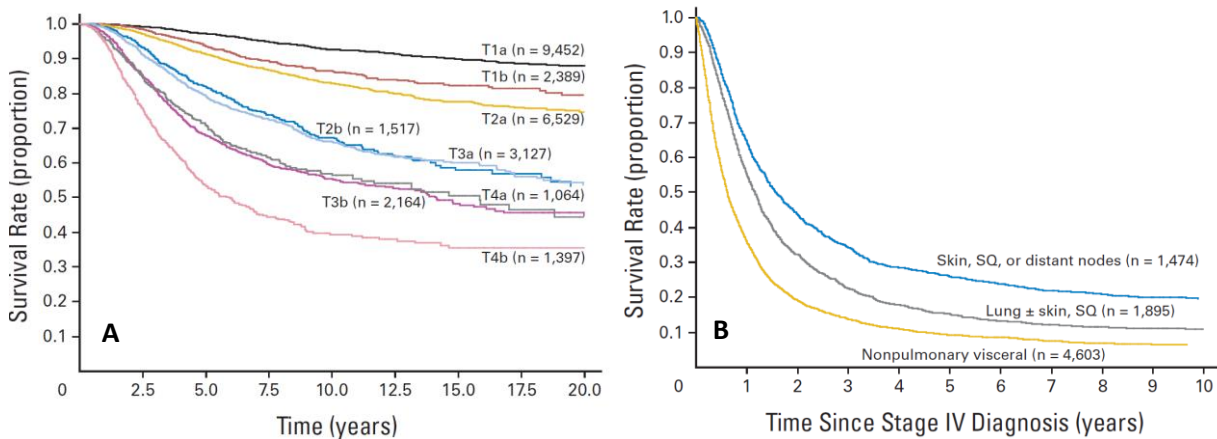 Survival Rate (proportion)
1.0
0.9
0.8
0.7
0.6
0.5
0.4
0.3
0.2
0.1
T1a (n = 9,452)
T1b (n = 2,389)
T2a (n = 6,529)
T2b (n = 1,517)
T3a (n = 3,127)
T4a (n = 1,064)
T3b (n = 2,164)
T4b (n = 1,397)
A
0 2.5 5.0 7.5 10.0 12.5 15.0 17.5 20.0
Time (years)
Survival Rate (proportion)
1.0
0.9
0.8
0.7
0.6
0.5
0.4
0.3
0.2
0.1
Skin, SQ, or distant nodes (n = 1,474)
Lung ± skin, SQ (n = 1,895)
B
Nonpulmonary visceral (n = 4,603)
0 1 2 3 4 5 6 7 8 9 10
Time Since Stage IV Diagnosis (years)